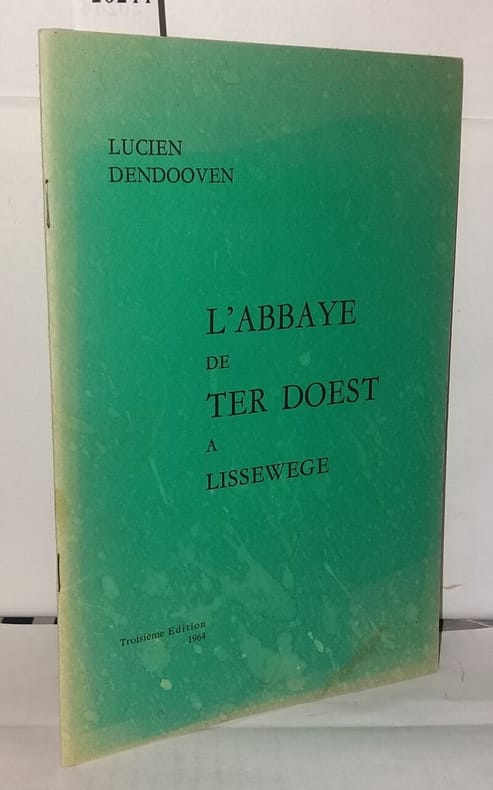 LUCIEN
DENDOOVEN
L'ABBAYE
DE
TER DOEST
A
LISSEWEGE
Troisième Edition
1964